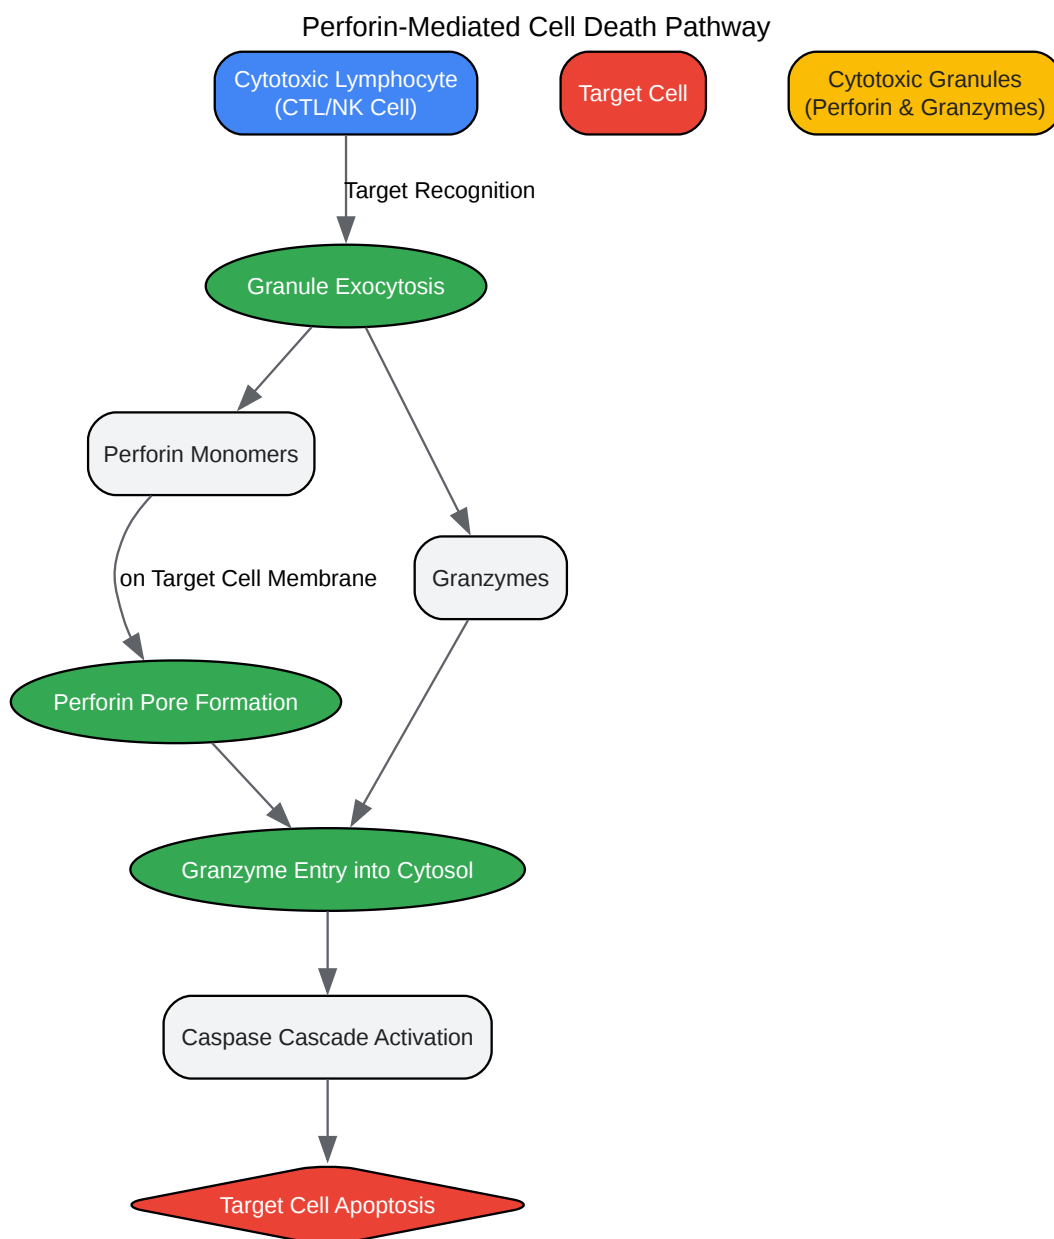 Perforin-Mediated Cell Death Pathway
Cytotoxic Lymphocyte
(CTL/NK Cell)
Target Cell
Cytotoxic Granules
(Perforin & Granzymes)
Target Recognition
Granule Exocytosis
Perforin Monomers
on Target Cell Membrane
Granzymes
Perforin Pore Formation
Granzyme Entry into Cytosol
Caspase Cascade Activation
Target Cell Apoptosis